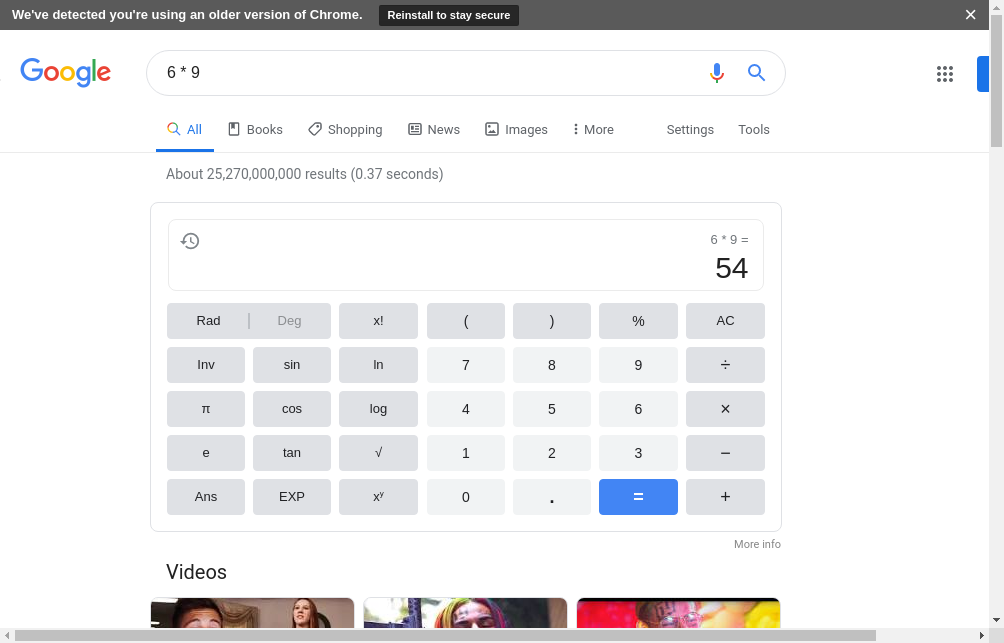 We've detected you're using an older version of Chrome. Reinstall to stay secure ×
Google 6 * 9
All Books Shopping News Images More Settings Tools
About 25,270,000,000 results (0.37 seconds)
6 * 9 =
54
Rad Deg x! ( ) % AC
Inv sin ln 7 8 9 ÷
π cos log 4 5 6 ×
e tan √ 1 2 3 −
Ans EXP xʸ 0 . = +
More info
Videos